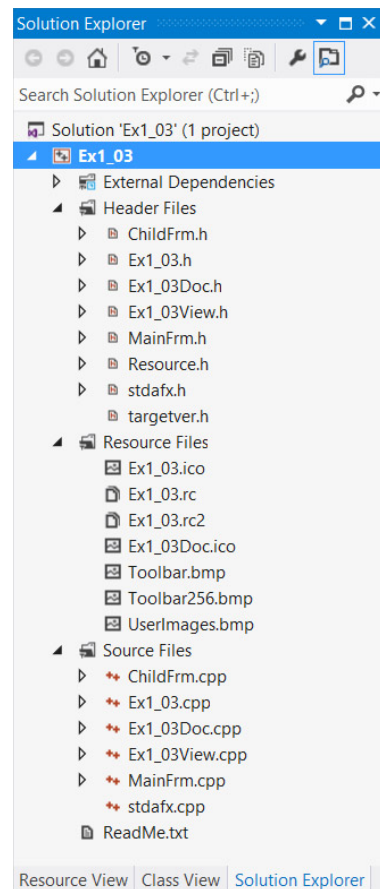 Solution Explorer
Search Solution Explorer (Ctrl+;)
Solution 'Ex1_03' (1 project)
Ex1_03
External Dependencies
Header Files
ChildFrm.h
Ex1_03.h
Ex1_03Doc.h
Ex1_03View.h
MainFrm.h
Resource.h
stdafx.h
targetver.h
Resource Files
Ex1_03.ico
Ex1_03.rc
Ex1_03.rc2
Ex1_03Doc.ico
Toolbar.bmp
Toolbar256.bmp
UserImages.bmp
Source Files
ChildFrm.cpp
Ex1_03.cpp
Ex1_03Doc.cpp
Ex1_03View.cpp
MainFrm.cpp
stdafx.cpp
ReadMe.txt
Resource View Class View Solution Explorer